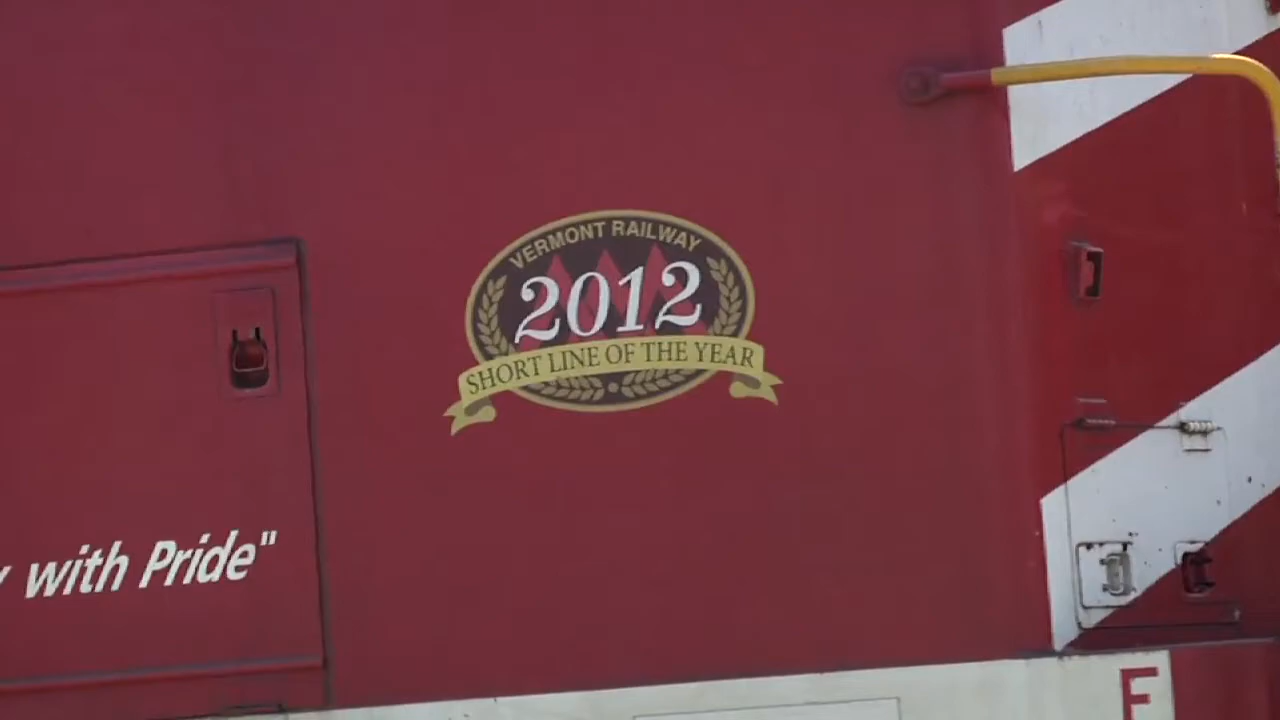 VERMONT RAILWAY
2012
SHORT LINE OF THE YEAR
with Pride"
F